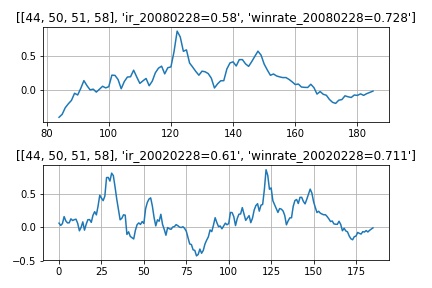 [[44, 50, 51, 58], 'ir_20080228=0.58', 'winrate_20080228=0.728']
0.5
0.0
80 100 120 140 160 180
[[44, 50, 51, 58], 'ir_20020228=0.61', 'winrate_20020228=0.711']
0.5
0.0
−0.5
0 25 50 75 100 125 150 175